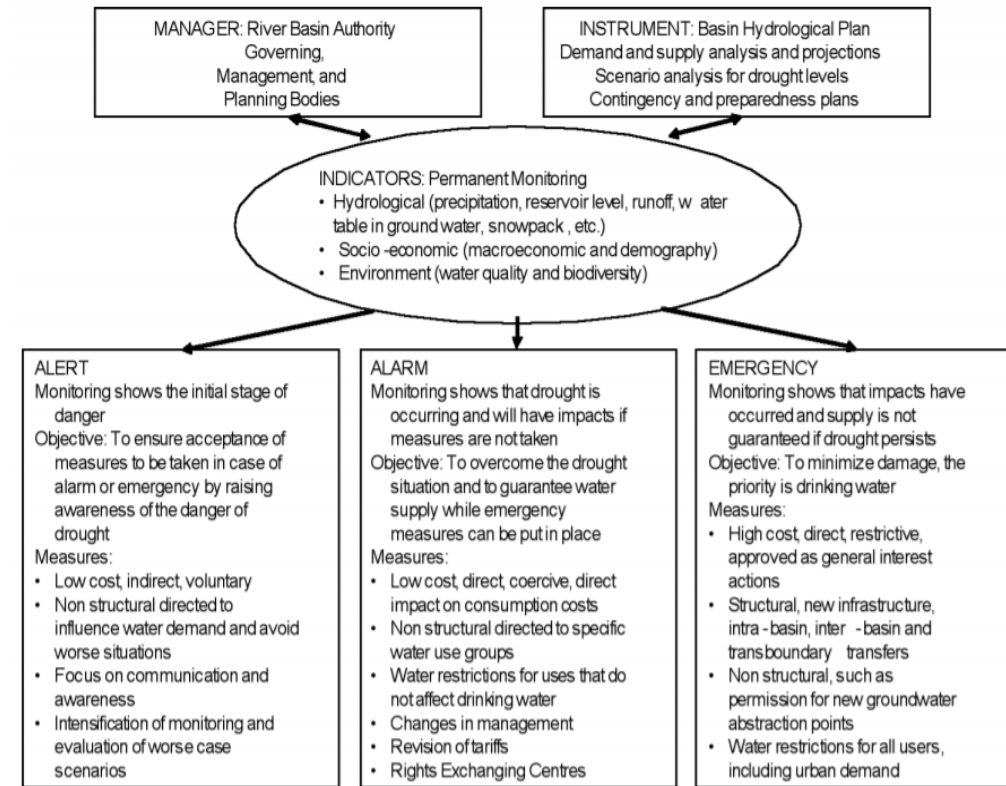 MANAGER: River Basin Authority
Governing,
Management, and
Planning Bodies
INSTRUMENT: Basin Hydrological Plan
Demand and supply analysis and projections
Scenario analysis for drought levels
Contingency and preparedness plans
INDICATORS: Permanent Monitoring
• Hydrological (precipitation, reservoir level, runoff, w ater
table in ground water, snowpack , etc.)
• Socio -economic (macroeconomic and demography)
• Environment (water quality and biodiversity)
ALERT
Monitoring shows the initial stage of
danger
Objective: To ensure acceptance of
measures to be taken in case of
alarm or emergency by raising
awareness of the danger of
drought
Measures:
• Low cost, indirect, voluntary
• Non structural directed to
influence water demand and avoid
worse situations
• Focus on communication and
awareness
• Intensification of monitoring and
evaluation of worse case
scenarios
ALARM
Monitoring shows that drought is
occurring and will have impacts if
measures are not taken
Objective: To overcome the drought
situation and to guarantee water
supply while emergency
measures can be put in place
Measures:
• Low cost, direct, coercive, direct
impact on consumption costs
• Non structural directed to specific
water use groups
• Water restrictions for uses that do
not affect drinking water
• Changes in management
• Revision of tariffs
• Rights Exchanging Centres
EMERGENCY
Monitoring shows that impacts have
occurred and supply is not
guaranteed if drought persists
Objective: To minimize damage, the
priority is drinking water
Measures:
• High cost, direct, restrictive,
approved as general interest
actions
• Structural, new infrastructure,
intra -basin, inter -basin and
transboundary transfers
• Non structural, such as
permission for new groundwater
abstraction points
• Water restrictions for all users,
including urban demand